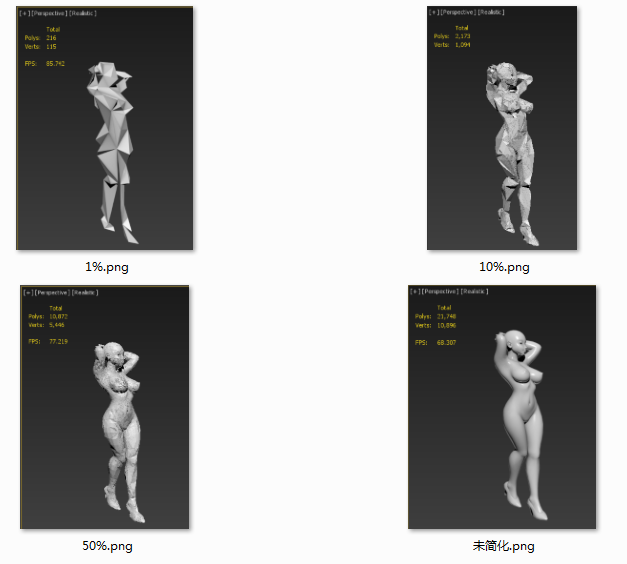 [+][Perspective][Realistic]
Total
Polys: 216
Verts: 115
FPS: 85.742
1%.png
[+][Perspective][Realistic]
Total
Polys: 2,173
Verts: 1,094
10%.png
[+][Perspective][Realistic]
Total
Polys: 10,872
Verts: 5,446
FPS: 77.219
50%.png
[+][Perspective][Realistic]
Total
Polys: 21,748
Verts: 10,896
FPS: 68.307
未简化.png